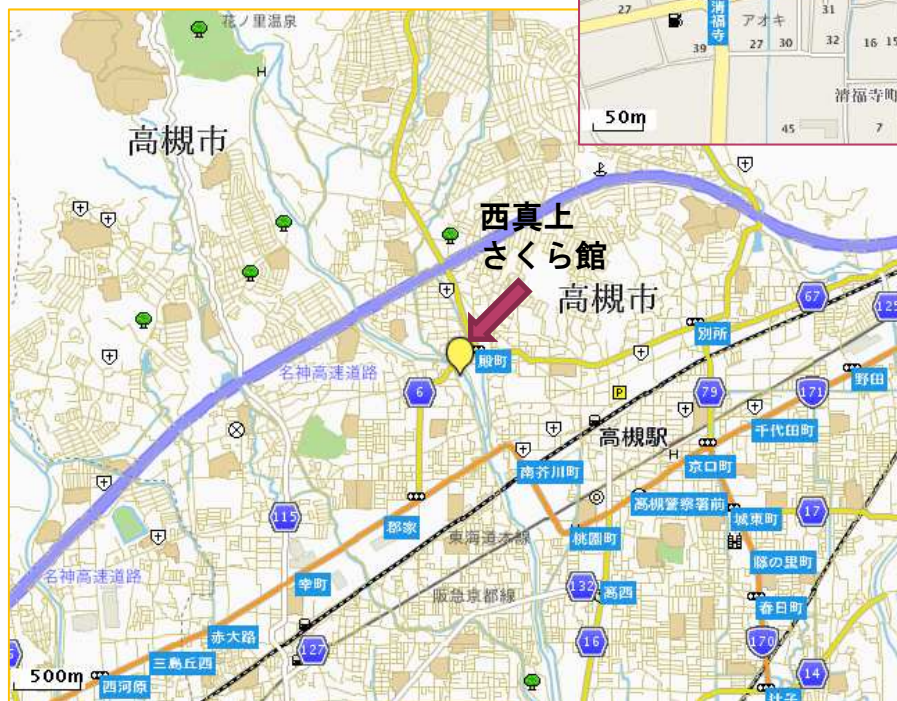 27
清福寺
アオキ
31
39
27
30
32
16
15
50m
清福寺町
45
7
花ノ里温泉
H
高槻市
西真上
さくら館
高槻市
67
別所
125
名神高速道路
殿町
6
79
171
野田
P
千代田町
高槻駅
H
南芥川町
京口町
高槻警察署前
115
郡家
城東町
17
東海道本線
桃園町
名神高速道路
幸町
132
春日町
阪急京都線
赤大路
127
16
170
三島丘西
14
500m
西河原
辻子